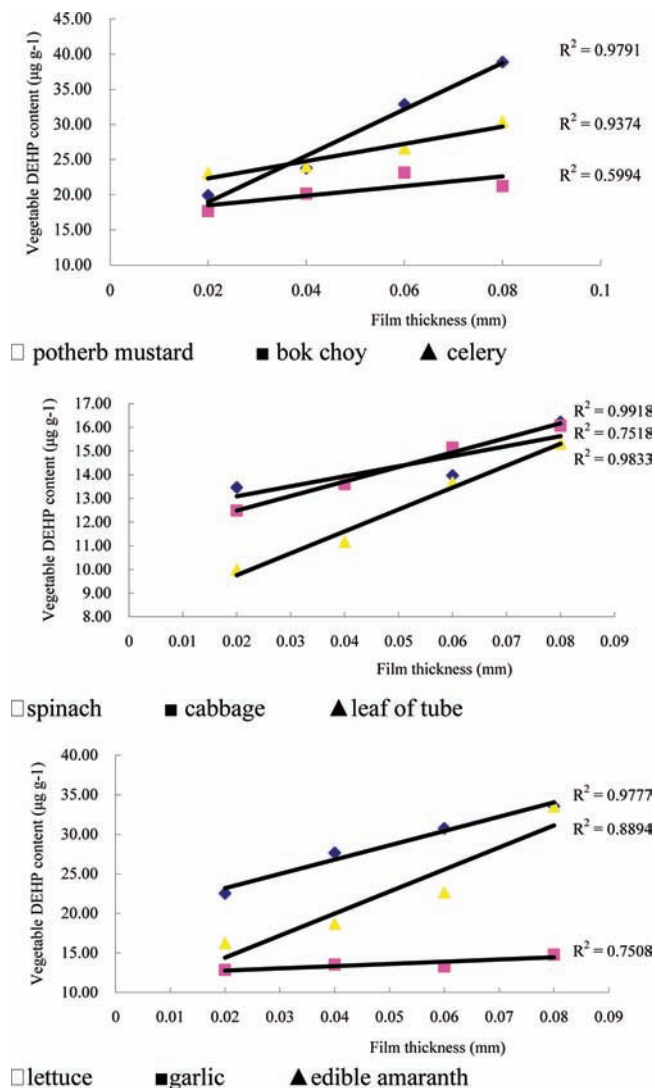 Vegetable DEHP content (µg g-1)
45.00
40.00
35.00
30.00
25.00
20.00
15.00
10.00
0
0.02
0.04
0.06
0.08
0.1
Film thickness (mm)
R² = 0.9791
R² = 0.9374
R² = 0.5994
□ potherb mustard ■ bok choy ▲ celery
Vegetable DEHP content (µg g-1)
17.00
16.00
15.00
14.00
13.00
12.00
11.00
10.00
9.00
8.00
0
0.01
0.02
0.03
0.04
0.05
0.06
0.07
0.08
0.09
Film thickness (mm)
R² = 0.9918
R² = 0.7518
R² = 0.9833
□ spinach ■ cabbage ▲ leaf of tube
Vegetable DEHP content (µg g-1)
40.00
35.00
30.00
25.00
20.00
15.00
10.00
0
0.01
0.02
0.03
0.04
0.05
0.06
0.07
0.08
0.09
Film thickness (mm)
R² = 0.9777
R² = 0.8894
R² = 0.7508
□ lettuce ■ garlic ▲ edible amaranth